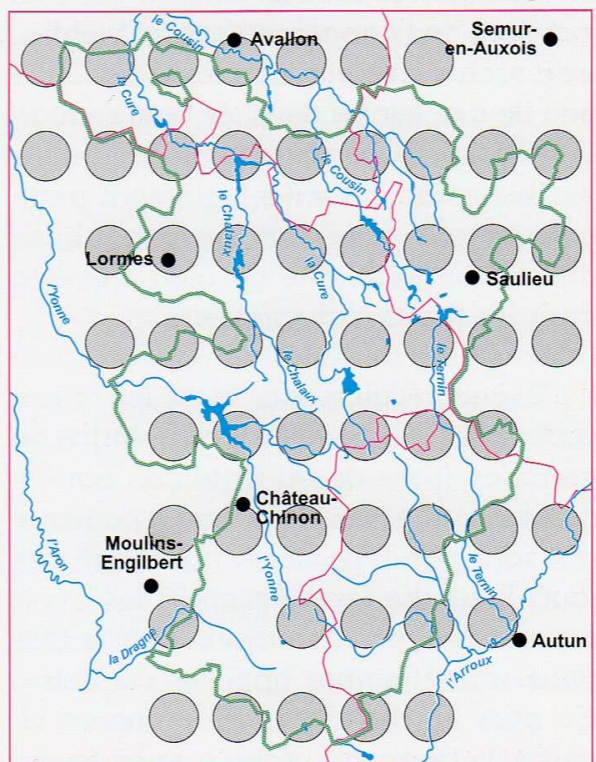 le Cousin
Avallon
Semur-
en-Auxois
la Cure
le Cousin
le Chalaux
Lormes
la Cure
Saulieu
l'Yonne
le Chalaux
le Ternin
Château-
Chinon
Moulins-
Engilbert
l'Aron
l'Yonne
le Ternin
la Dragne
Autun
l'Arroux